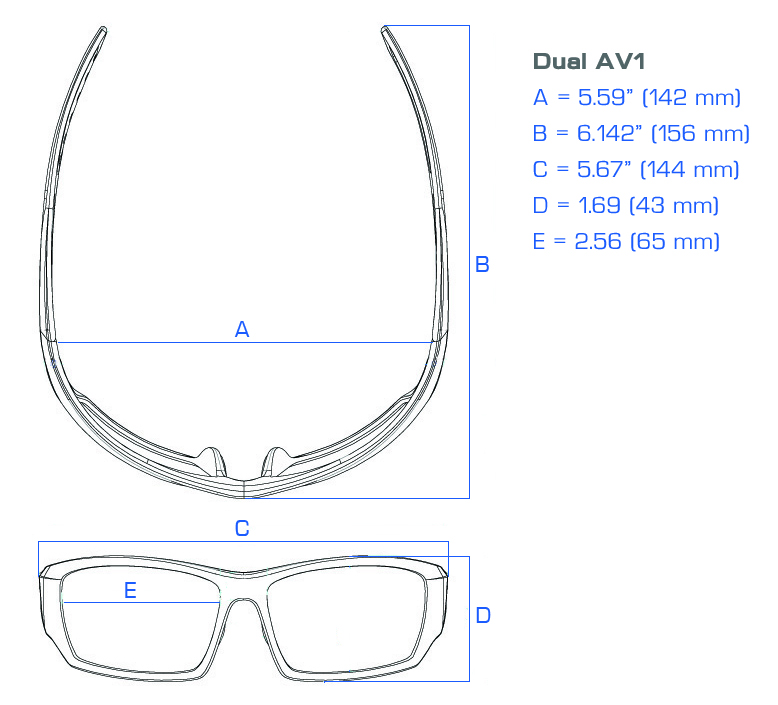 Dual AV1
A = 5.59” (142 mm)
B = 6.142” (156 mm)
C = 5.67” (144 mm)
D = 1.69 (43 mm)
E = 2.56 (65 mm)
B
A
C
E
D